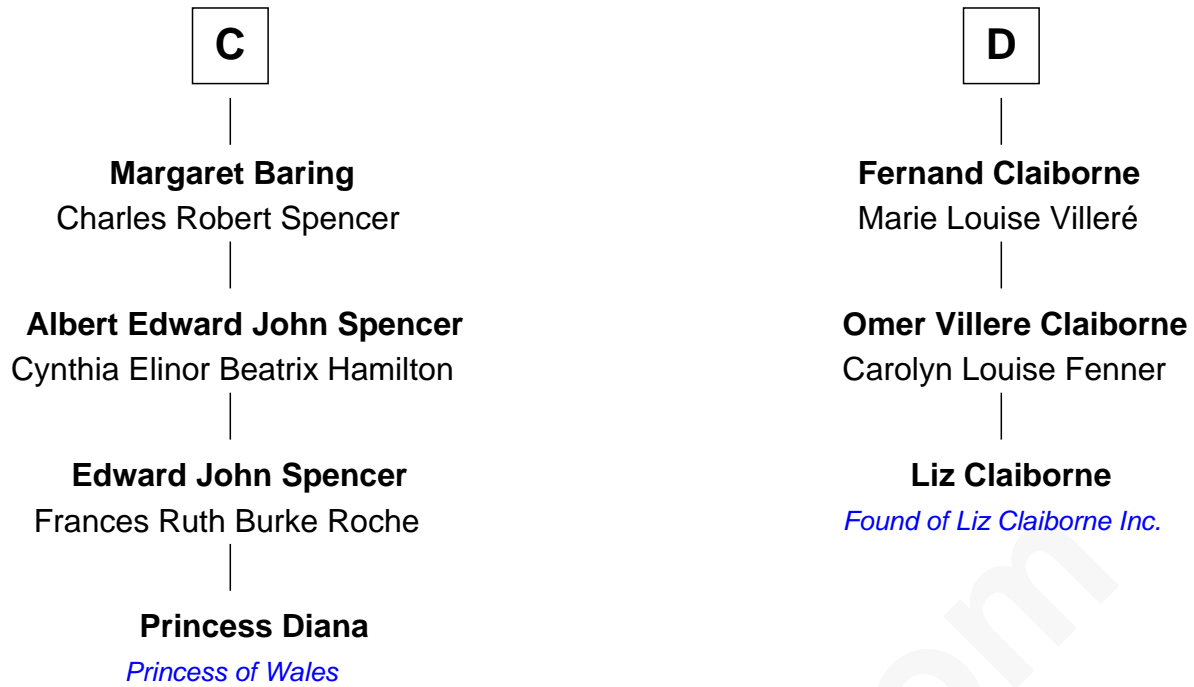 C
Margaret Baring
Charles Robert Spencer
Albert Edward John Spencer
Cynthia Elinor Beatrix Hamilton
Edward John Spencer
Frances Ruth Burke Roche
Princess Diana
Princess of Wales
D
Fernand Claiborne
Marie Louise Villeré
Omer Villere Claiborne
Carolyn Louise Fenner
Liz Claiborne
Found of Liz Claiborne Inc.
om